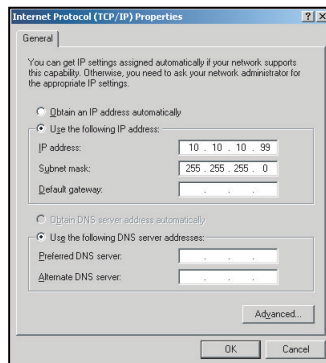 Internet Protocol (TCP/IP) Properties
General
You can get IP settings assigned automatically if your network supports
this capability. Otherwise, you need to ask your network administrator for
the appropriate IP settings.
Obtain an IP address automatically
Use the following IP address:
IP address: 10 . 10 . 10 . 99
Subnet mask: 255 . 255 . 255 . 0
Default gateway: . . .
Obtain DNS server address automatically
Use the following DNS server addresses:
Preferred DNS server: . . .
Alternate DNS server: . . .
Advanced...
OK Cancel